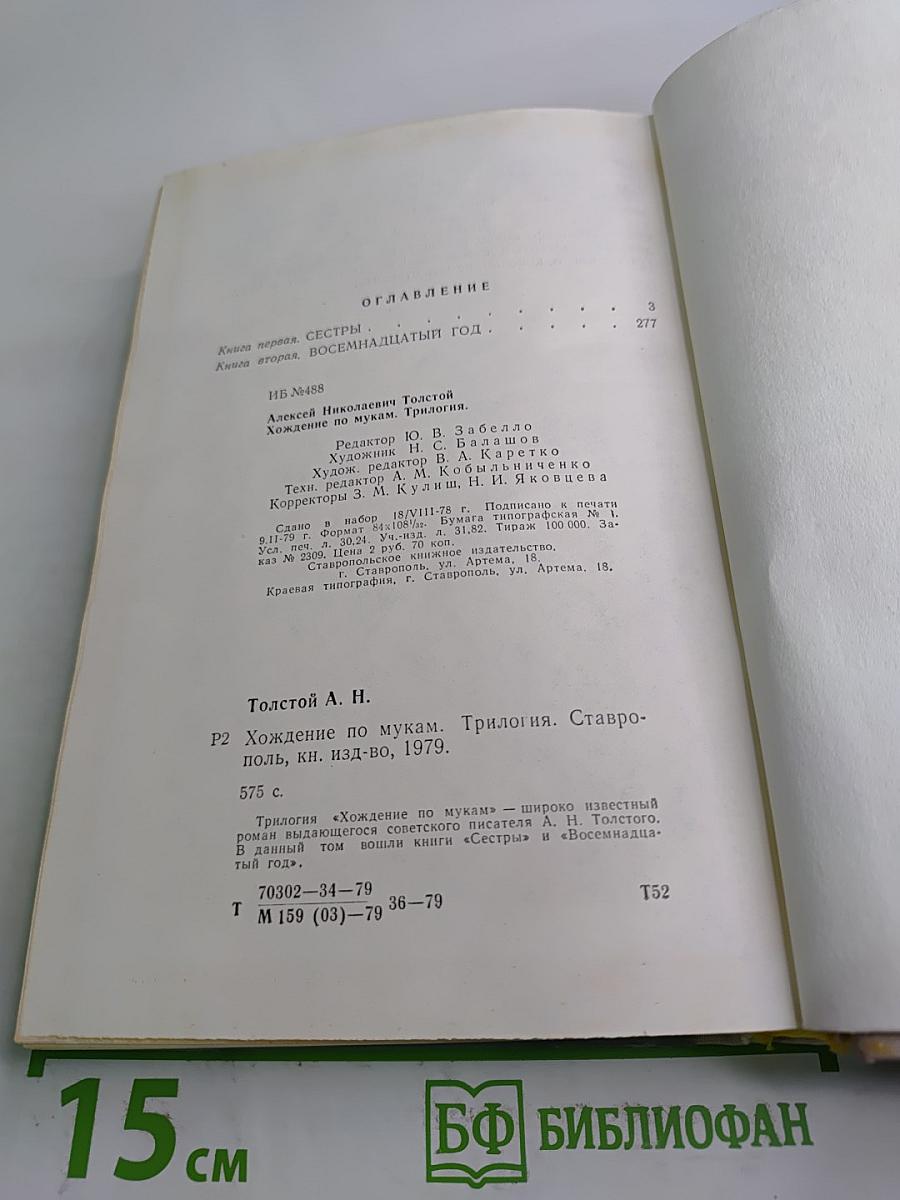 ОГЛАВЛЕНИЕ
Книга первая. СЕСТРЫ . . . . . . . . . 3
Книга вторая. ВОСЕМНАДЦАТЫЙ ГОД . . . . . 277
ИБ №488
Алексей Николаевич Толстой
Хождение по мукам. Трилогия.
Редактор Ю. В. Забелло
Художник Н. С. Балашов
Худож. редактор В. А. Каретко
Техн. редактор А. М. Кобыльниченко
Корректоры З. М. Кулиш, Н. И. Яковцева
Сдано в набор 18/VIII-78 г. Подписано к печати
9.II-79 г. Формат 84х108¹/₃₂. Бумага типографская № 1.
Усл. печ. л. 30,24. Уч.-изд. л. 31,82. Тираж 100 000. За-
каз № 2309. Цена 2 руб. 70 коп.
Ставропольское книжное издательство,
г. Ставрополь, ул. Артема, 18.
Краевая типография, г. Ставрополь, ул. Артема, 18.
Толстой А. Н.
Р2 Хождение по мукам. Трилогия. Ставро-
поль, кн. изд-во, 1979.
575 с.
Трилогия «Хождение по мукам» — широко известный
роман выдающегося советского писателя А. Н. Толстого.
В данный том вошли книги «Сестры» и «Восемнадца-
тый год».
70302—34—79
Т М 159 (03)—79 36—79 Т52
15 см БФ БИБЛИОФАН